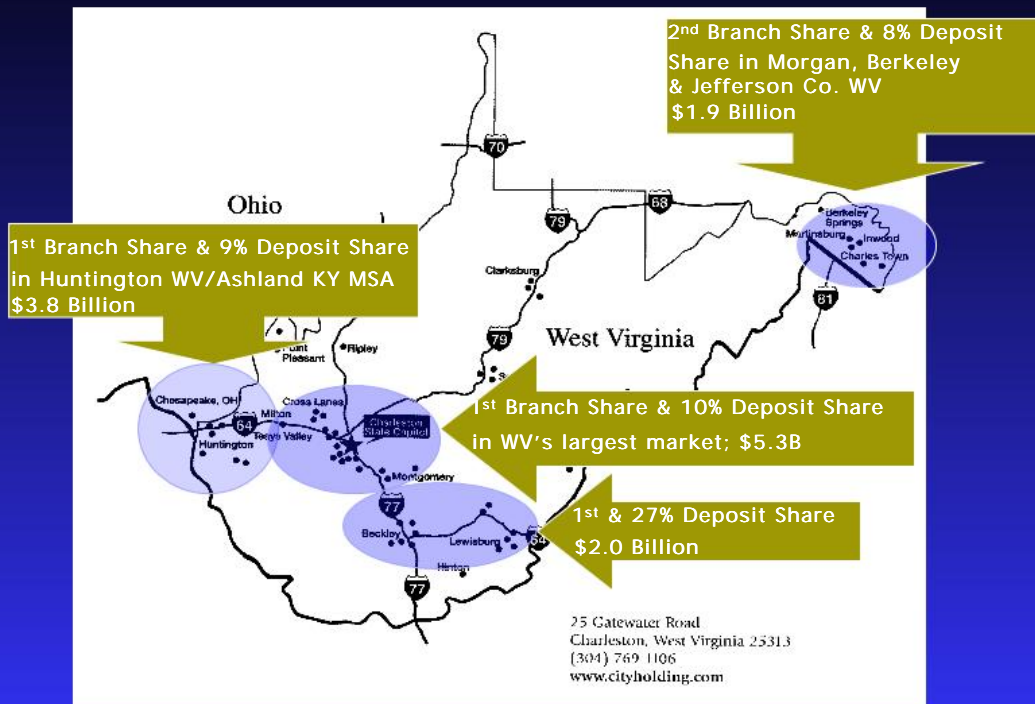 2nd Branch Share & 8% Deposit
Share in Morgan, Berkeley
& Jefferson Co. WV
$1.9 Billion
70
Ohio
68
79
Berkeley
Springs
Martinsburg
Inwood
Charles Town
1st Branch Share & 9% Deposit Share
in Huntington WV/Ashland KY MSA
$3.8 Billion
Clarksburg
81
79
West Virginia
Pleasant
Ripley
1st Branch Share & 10% Deposit Share
in WV's largest market; $5.3B
Chesapeake, OH
Cross Lanes
Milton
64
Teays Valley
Charleston
State Capitol
Huntington
Montgomery
77
1st & 27% Deposit Share
$2.0 Billion
Beckley
Lewisburg
64
Hinton
77
25 Gatewater Road
Charleston, West Virginia 25313
(304) 769 1106
www.cityholding.com